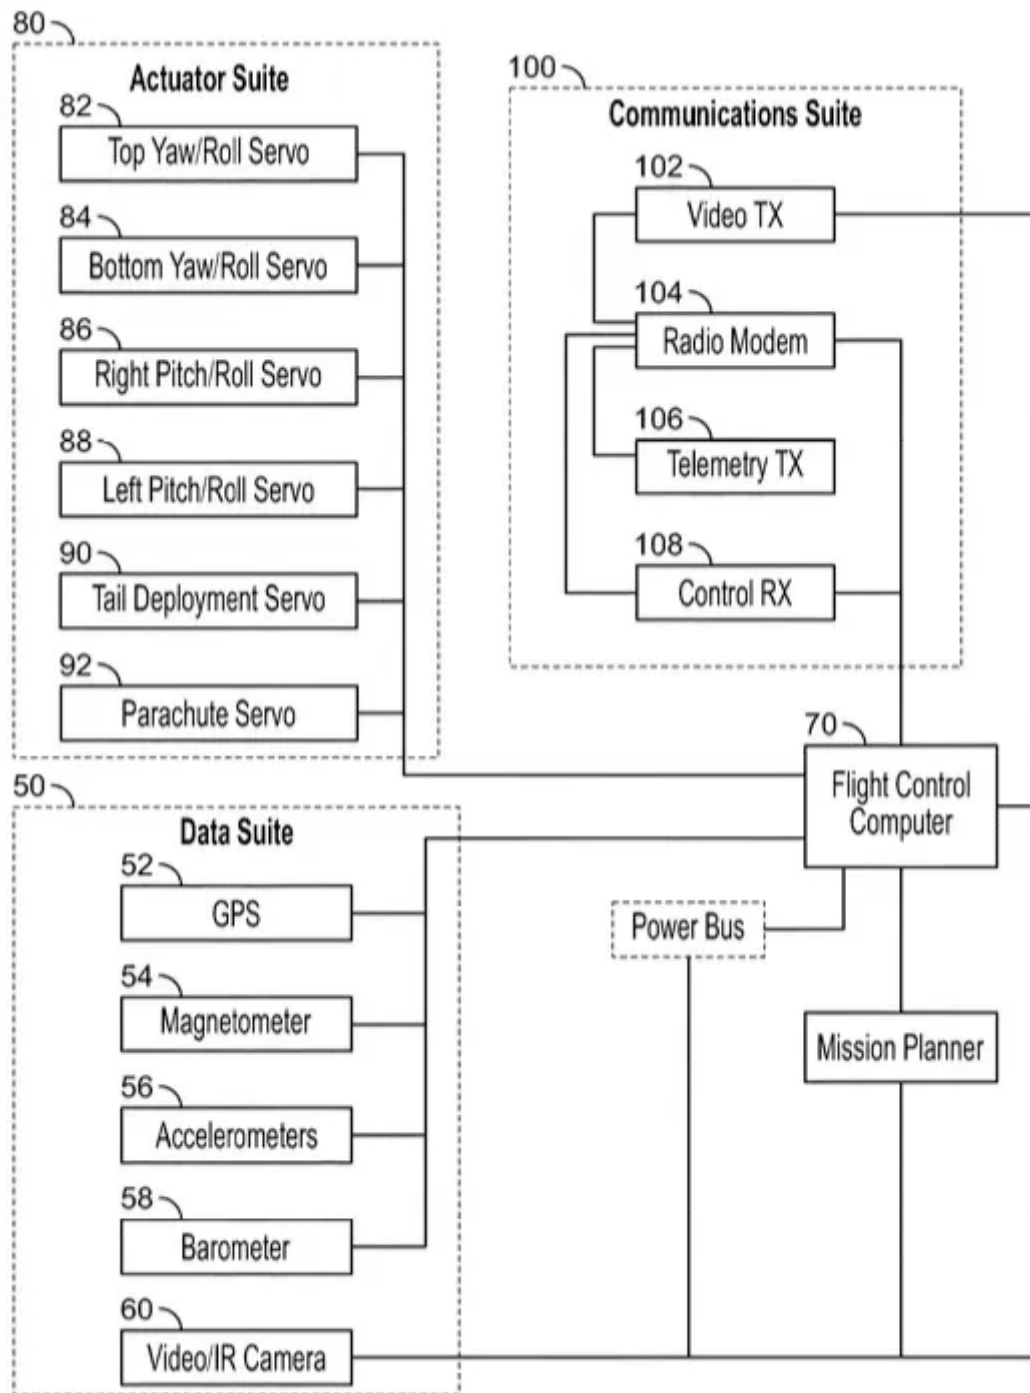 80
Actuator Suite
82
Top Yaw/Roll Servo
84
Bottom Yaw/Roll Servo
86
Right Pitch/Roll Servo
88
Left Pitch/Roll Servo
90
Tail Deployment Servo
92
Parachute Servo
100
Communications Suite
102
Video TX
104
Radio Modem
106
Telemetry TX
108
Control RX
70
Flight Control
Computer
50
Data Suite
52
GPS
54
Magnetometer
56
Accelerometers
58
Barometer
60
Video/IR Camera
Power Bus
Mission Planner